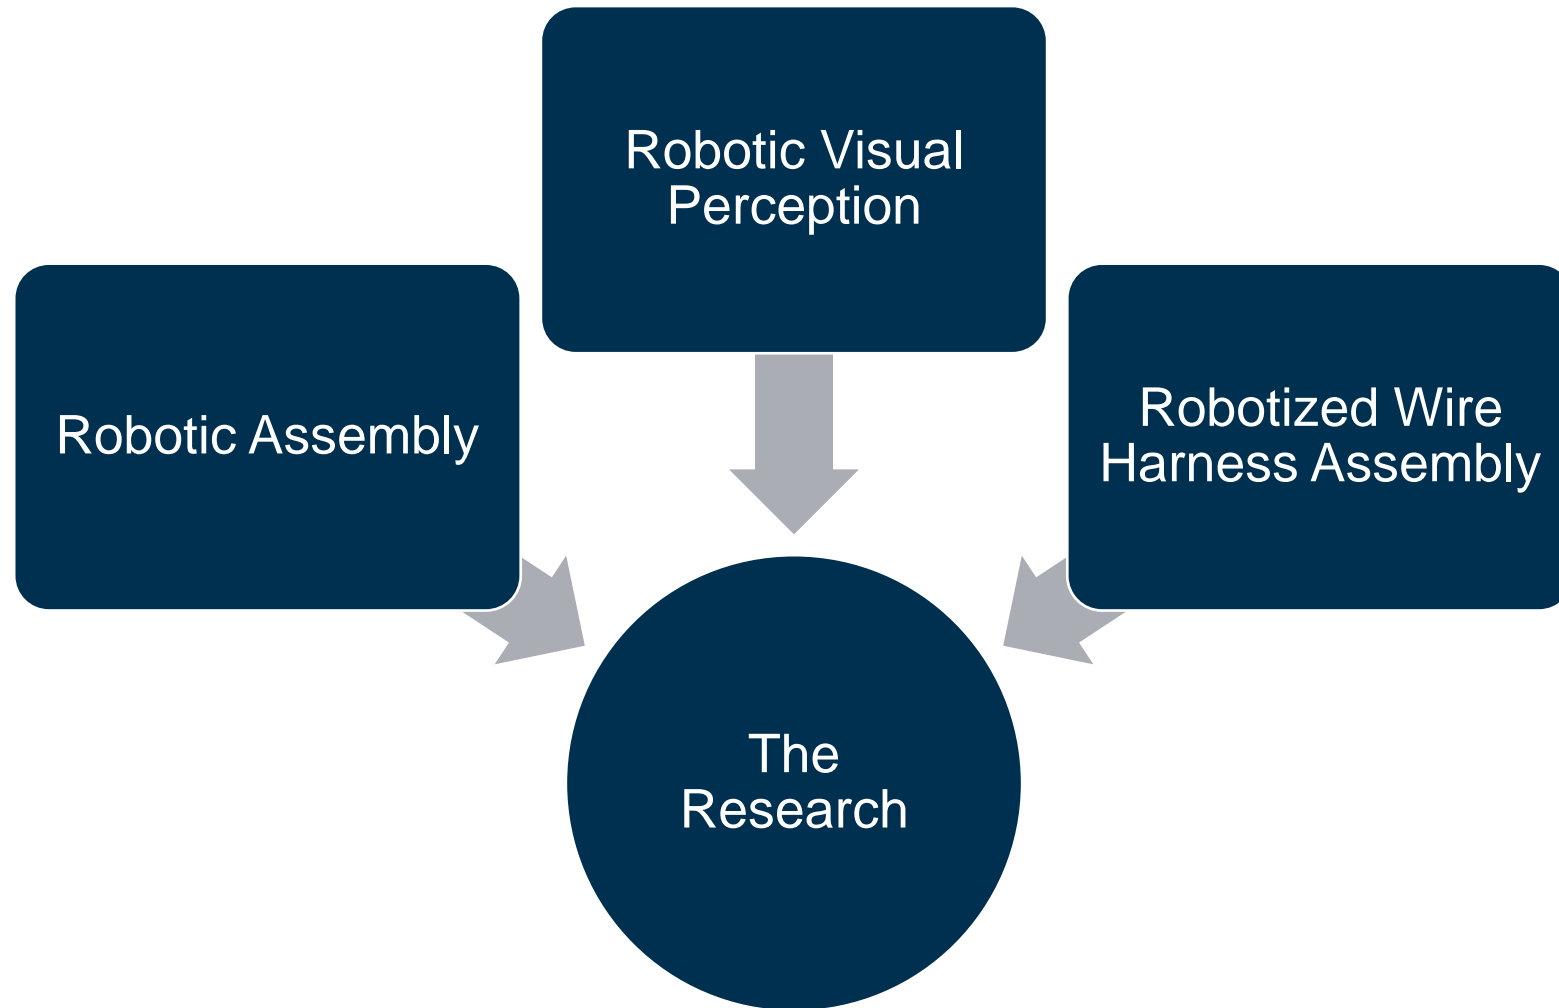 Robotic Visual
Perception
Robotic Assembly
Robotized Wire
Harness Assembly
The
Research